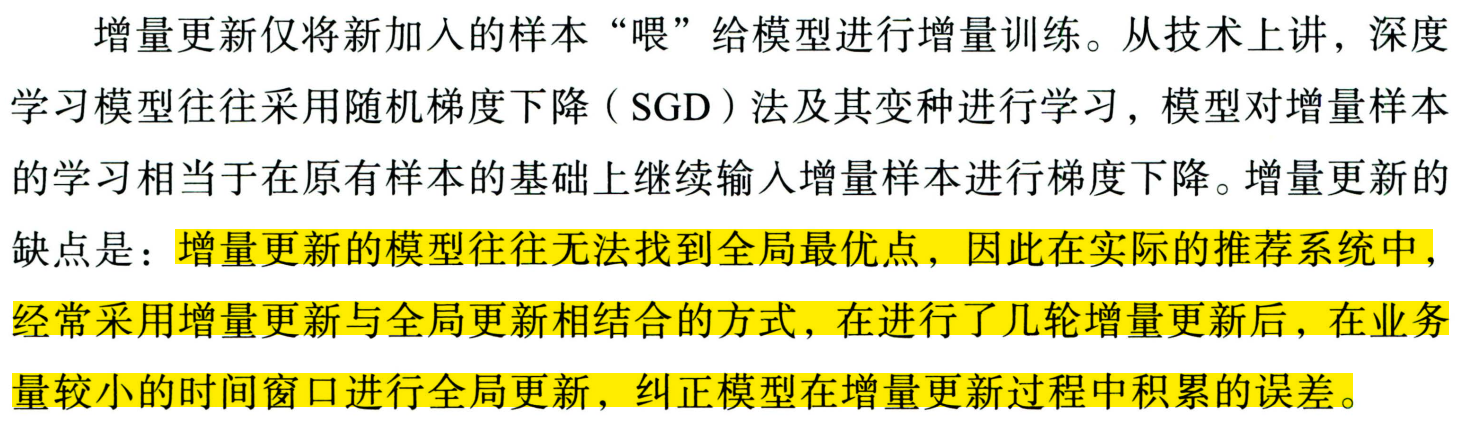 增量更新仅将新加入的样本“喂”给模型进行增量训练。从技术上讲，深度
学习模型往往采用随机梯度下降（SGD）法及其变种进行学习，模型对增量样本
的学习相当于在原有样本的基础上继续输入增量样本进行梯度下降。增量更新的
缺点是：增量更新的模型往往无法找到全局最优点，因此在实际的推荐系统中，
经常采用增量更新与全局更新相结合的方式，在进行了几轮增量更新后，在业务
量较小的时间窗口进行全局更新，纠正模型在增量更新过程中积累的误差。